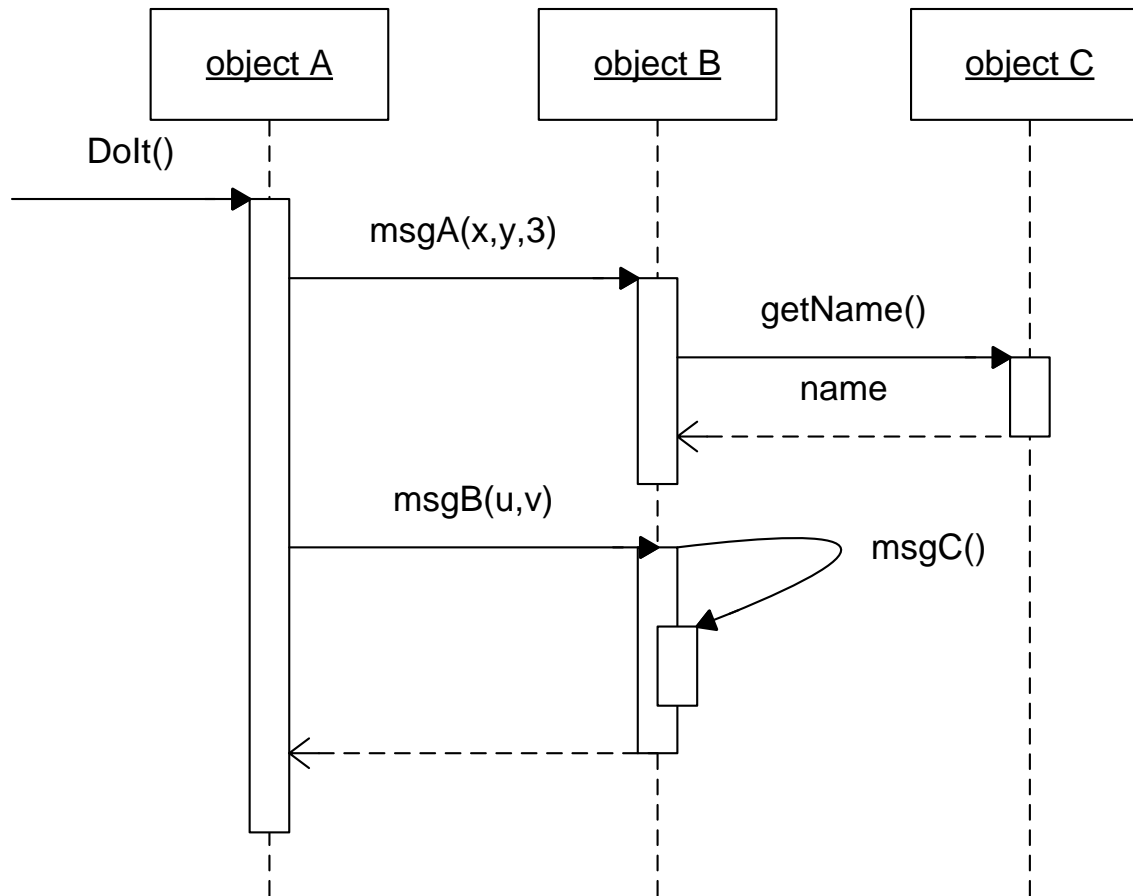 object A
object B
object C
DoIt()
msgA(x,y,3)
getName()
name
msgB(u,v)
msgC()